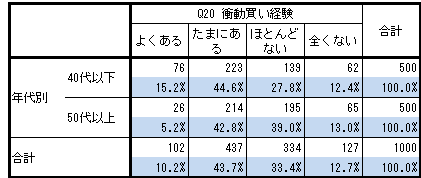 Q20 衝動買い経験
合計
よくある
たまにあ
る
ほとんど
ない
全くない
年代別
40代以下
76 223 139 62 500
15.2% 44.6% 27.8% 12.4% 100.0%
50代以上
26 214 195 65 500
5.2% 42.8% 39.0% 13.0% 100.0%
合計
102 437 334 127 1000
10.2% 43.7% 33.4% 12.7% 100.0%